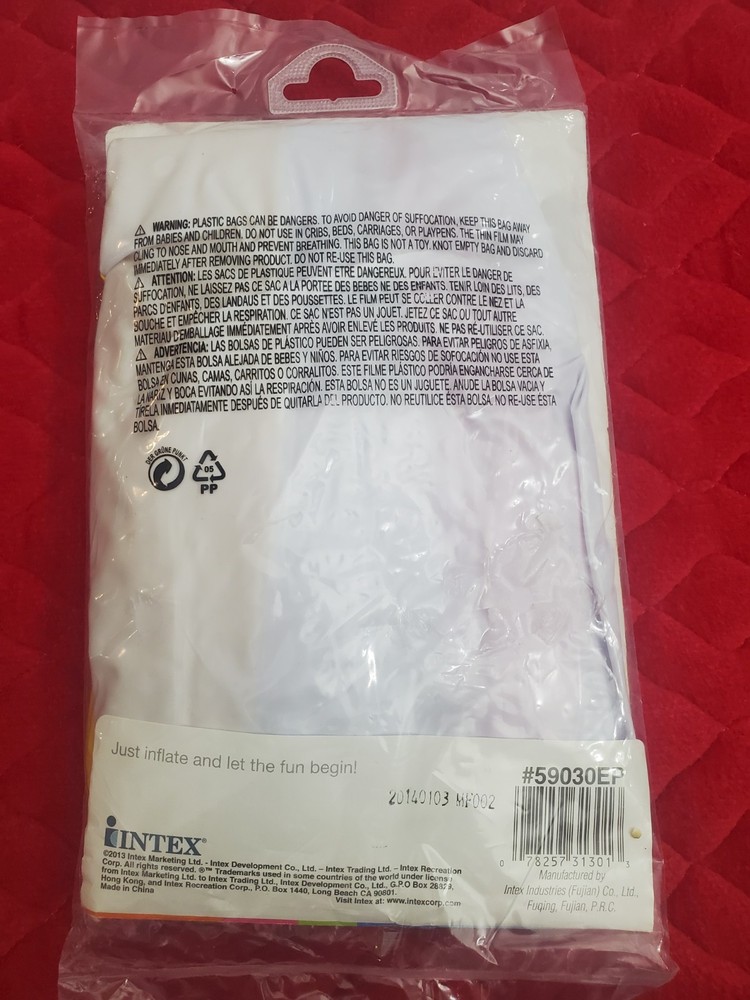 ⚠ WARNING: PLASTIC BAGS CAN BE DANGERS. TO AVOID DANGER OF SUFFOCATION, KEEP THIS BAG AWAY
FROM BABIES AND CHILDREN. DO NOT USE IN CRIBS, BEDS, CARRIAGES, OR PLAYPENS. THE THIN FILM MAY
CLING TO NOSE AND MOUTH AND PREVENT BREATHING. THIS BAG IS NOT A TOY. KNOT EMPTY BAG AND DISCARD
IMMEDIATELY AFTER REMOVING PRODUCT. DO NOT RE-USE THIS BAG.
⚠ ATTENTION: LES SACS DE PLASTIQUE PEUVENT ETRE DANGEREUX. POUR EVITER LE DANGER DE
SUFFOCATION, NE LAISSEZ PAS CE SAC A LA PORTEE DES BEBES NE DES ENFANTS. TENIR LOIN DES LITS, DES
PARCS D'ENFANTS, DES LANDAUS ET DES POUSSETTES. LE FILM PEUT SE COLLER CONTRE LE NEZ ET LA
BOUCHE ET EMPÊCHER LA RESPIRATION. CE SAC N'EST PAS UN JOUET. JETEZ CE SAC OU TOUT AUTRE
MATERIAU D'EMBALLAGE IMMÉDIATEMENT APRÈS AVOIR ENLEVÉ LES PRODUITS. NE PAS RÉ-UTILISER CE SAC.
⚠ ADVERTENCIA: LAS BOLSAS DE PLÁSTICO PUEDEN SER PELIGROSAS. PARA EVITAR PELIGROS DE ASFIXIA,
MANTENGA ESTA BOLSA ALEJADA DE BEBES Y NIÑOS. PARA EVITAR RIESGOS DE SOFOCACIÓN NO USE ESTA
BOLSA EN CUNAS, CAMAS, CARRITOS O CORRALITOS. ESTE FILME PLÁSTICO PODRÍA ENGANCHARSE CERCA DE
LA NARIZ Y BOCA EVITANDO ASÍ LA RESPIRACIÓN. ESTA BOLSA NO ES UN JUGUETE. ANUDE LA BOLSA VACIA Y
TÍRELA INMEDIATAMENTE DESPUÉS DE QUITARLA DEL PRODUCTO. NO REUTILICE ÉSTA BOLSA. NO RE-USE ÉSTA
BOLSA.
DER GRÜNE PUNKT
05
PP
Just inflate and let the fun begin!
#59030EP
20140103 MF002
INTEX®
0 78257 31301 3
©2013 Intex Marketing Ltd. - Intex Development Co., Ltd. – Intex Trading Ltd. – Intex Recreation
Corp. All rights reserved. ®™ Trademarks used in some countries of the world under license
from Intex Marketing Ltd. to Intex Trading Ltd., Intex Development Co., Ltd., G.P.O Box 28829,
Hong Kong, and Intex Recreation Corp., P.O. Box 1440, Long Beach CA 90801.
Made in China
Visit Intex at: www.intexcorp.com
Manufactured by
Intex Industries (Fujian) Co., Ltd.,
Fuqing, Fujian, P.R.C.